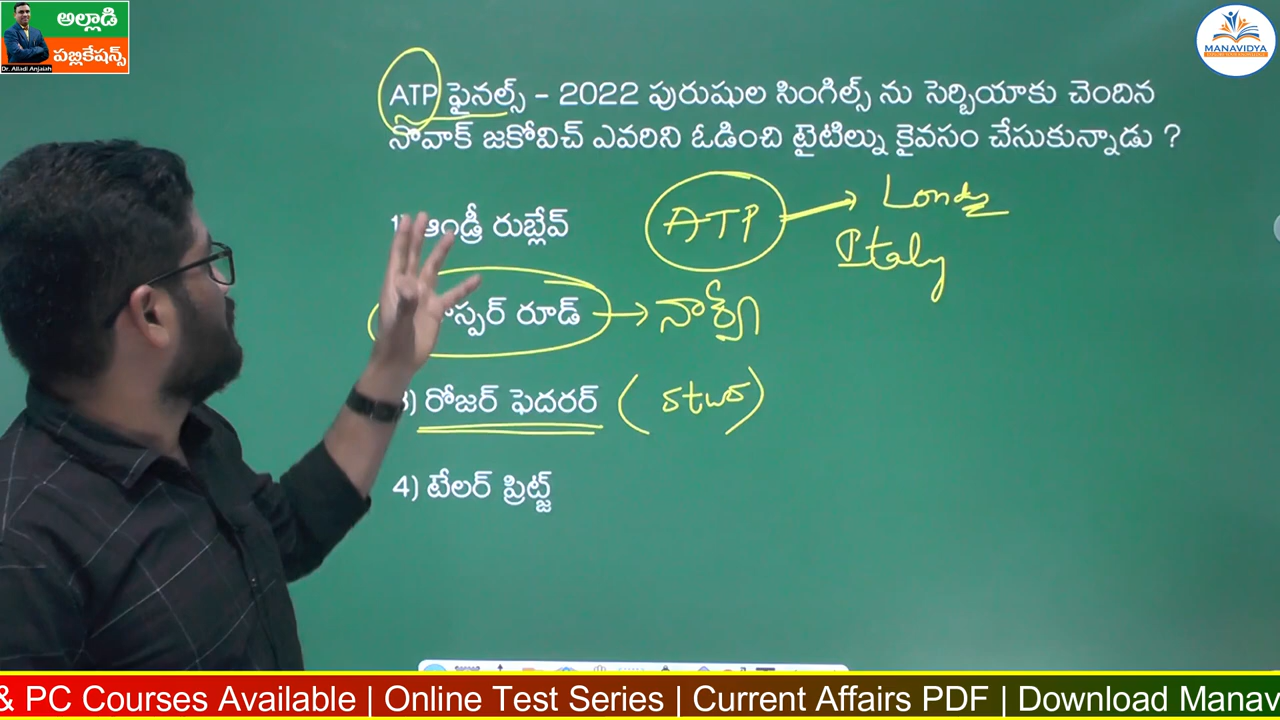 అల్లాడి
పబ్లికేషన్స్
Dr. Alladi Anjaiah
MANAVIDYA
ATP ఫైనల్స్ – 2022 పురుషుల సింగిల్స్ ను సెర్బియాకు చెందిన
నొవాక్ జకోవిచ్ ఎవరిని ఓడించి టైటిల్ను కైవసం చేసుకున్నాడు ?
1) ఆండ్రీ రుబ్లేవ్
ATP
Italy
స్పర్ రూడ్
నార్వే
3) రోజర్ ఫెదరర్
4) టేలర్ ప్రిట్జ్
& PC Courses Available | Online Test Series | Current Affairs PDF | Download Manav